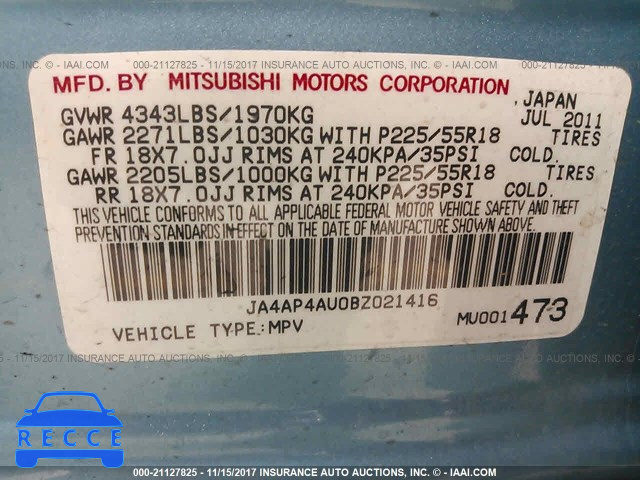 000-21127825 - 11/15/2017 INSURANCE AUTO AUCTIONS CENTER, INC. - © IAAI.COM
MFD. BY MITSUBISHI MOTORS CORPORATION
JAPAN
GVWR 4343LBS/1970KG JUL 2011
GAWR 2271LBS/1030KG WITH P225/55R18 TIRES
FR 18X7.0JJ RIMS AT 240KPA/35PSI COLD.
GAWR 2205LBS/1000KG WITH P225/55R18 TIRES
RR 18X7.0JJ RIMS AT 240KPA/35PSI COLD.
THIS VEHICLE CONFORMS TO ALL APPLICABLE FEDERAL MOTOR VEHICLE SAFETY AND THEFT
PREVENTION STANDARDS IN EFFECT ON THE DATE OF MANUFACTURE SHOWN ABOVE.
JA4AP4AU0BZ021416
VEHICLE TYPE:MPV MU001473
RECCE
000-21127825 - 11/15/2017 INSURANCE AUTO AUCTIONS CENTER, INC. - © IAAI.COM